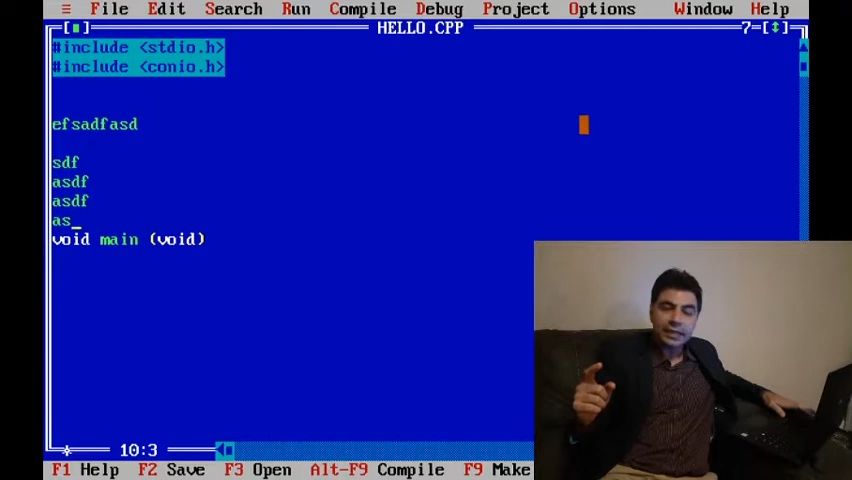 ≡ File Edit Search Run Compile Debug Project Options Window Help
[■] HELLO.CPP 7=[↕]
#include <stdio.h>
#include <conio.h>
efsadfasd
sdf
asdf
asdf
as_
void main (void)
10:3
F1 Help F2 Save F3 Open Alt-F9 Compile F9 Make